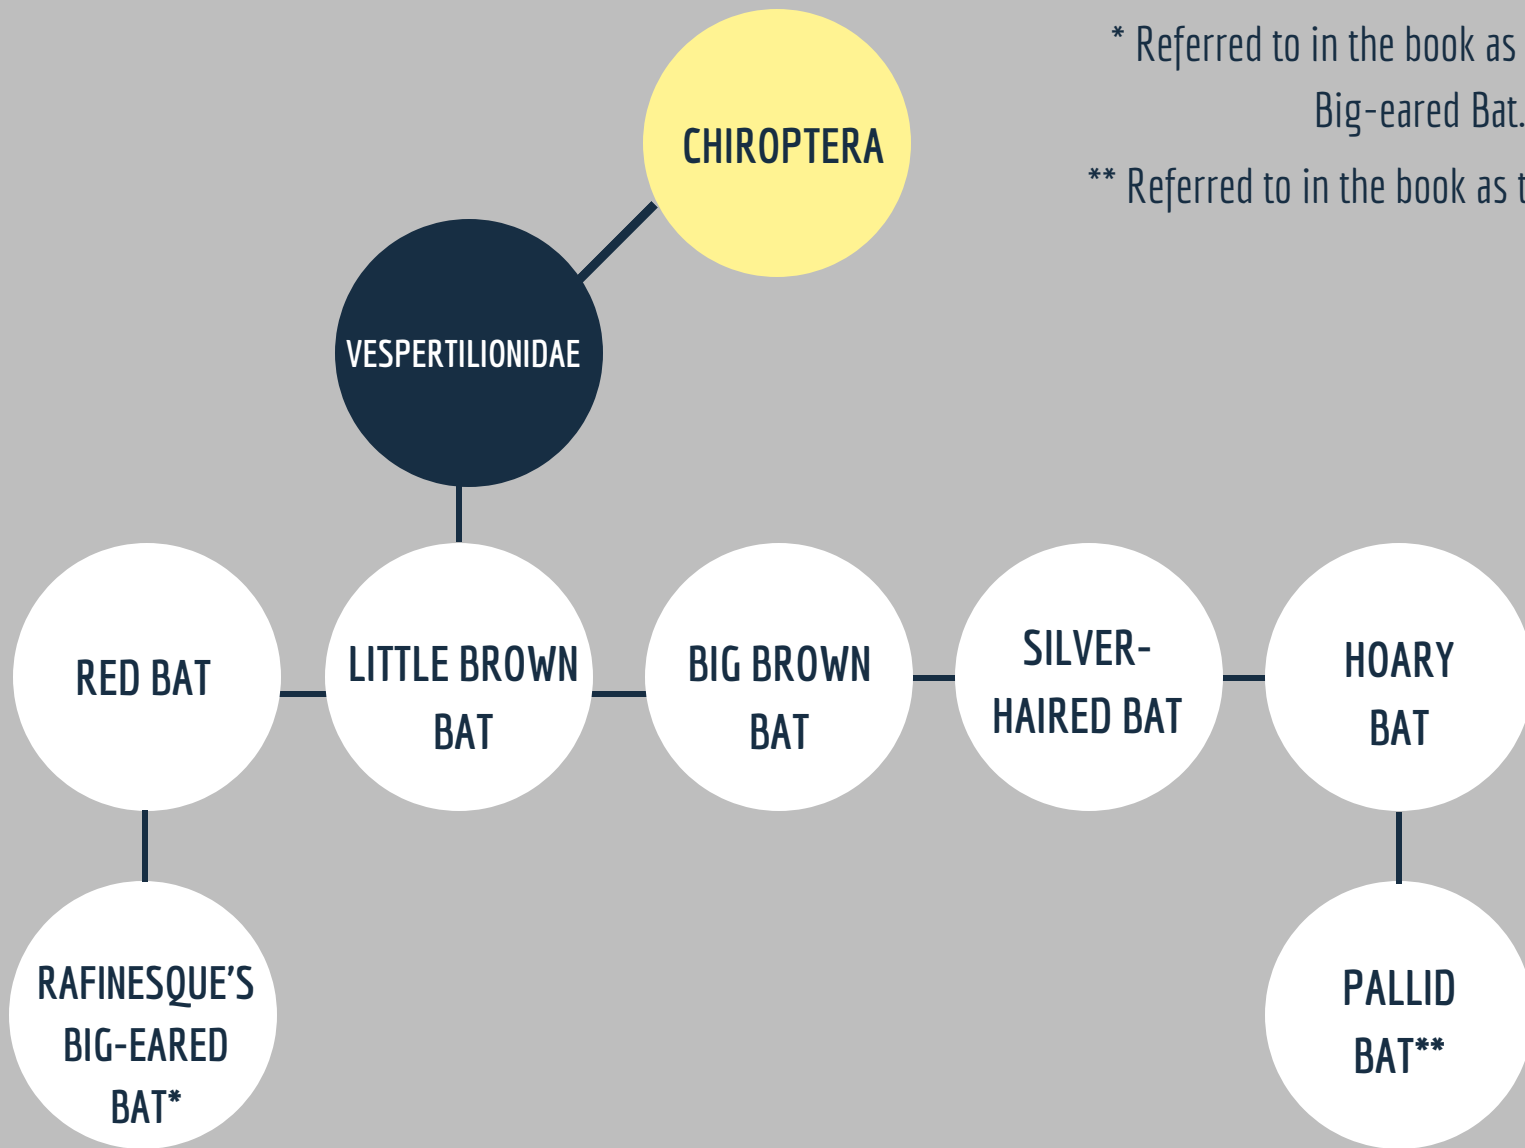 * Referred to in the book as
Big-eared Bat.
** Referred to in the book as
CHIROPTERA
VESPERTILIONIDAE
RED BAT
LITTLE BROWN
BAT
BIG BROWN
BAT
SILVER-
HAIRED BAT
HOARY
BAT
RAFINESQUE'S
BIG-EARED
BAT*
PALLID
BAT**